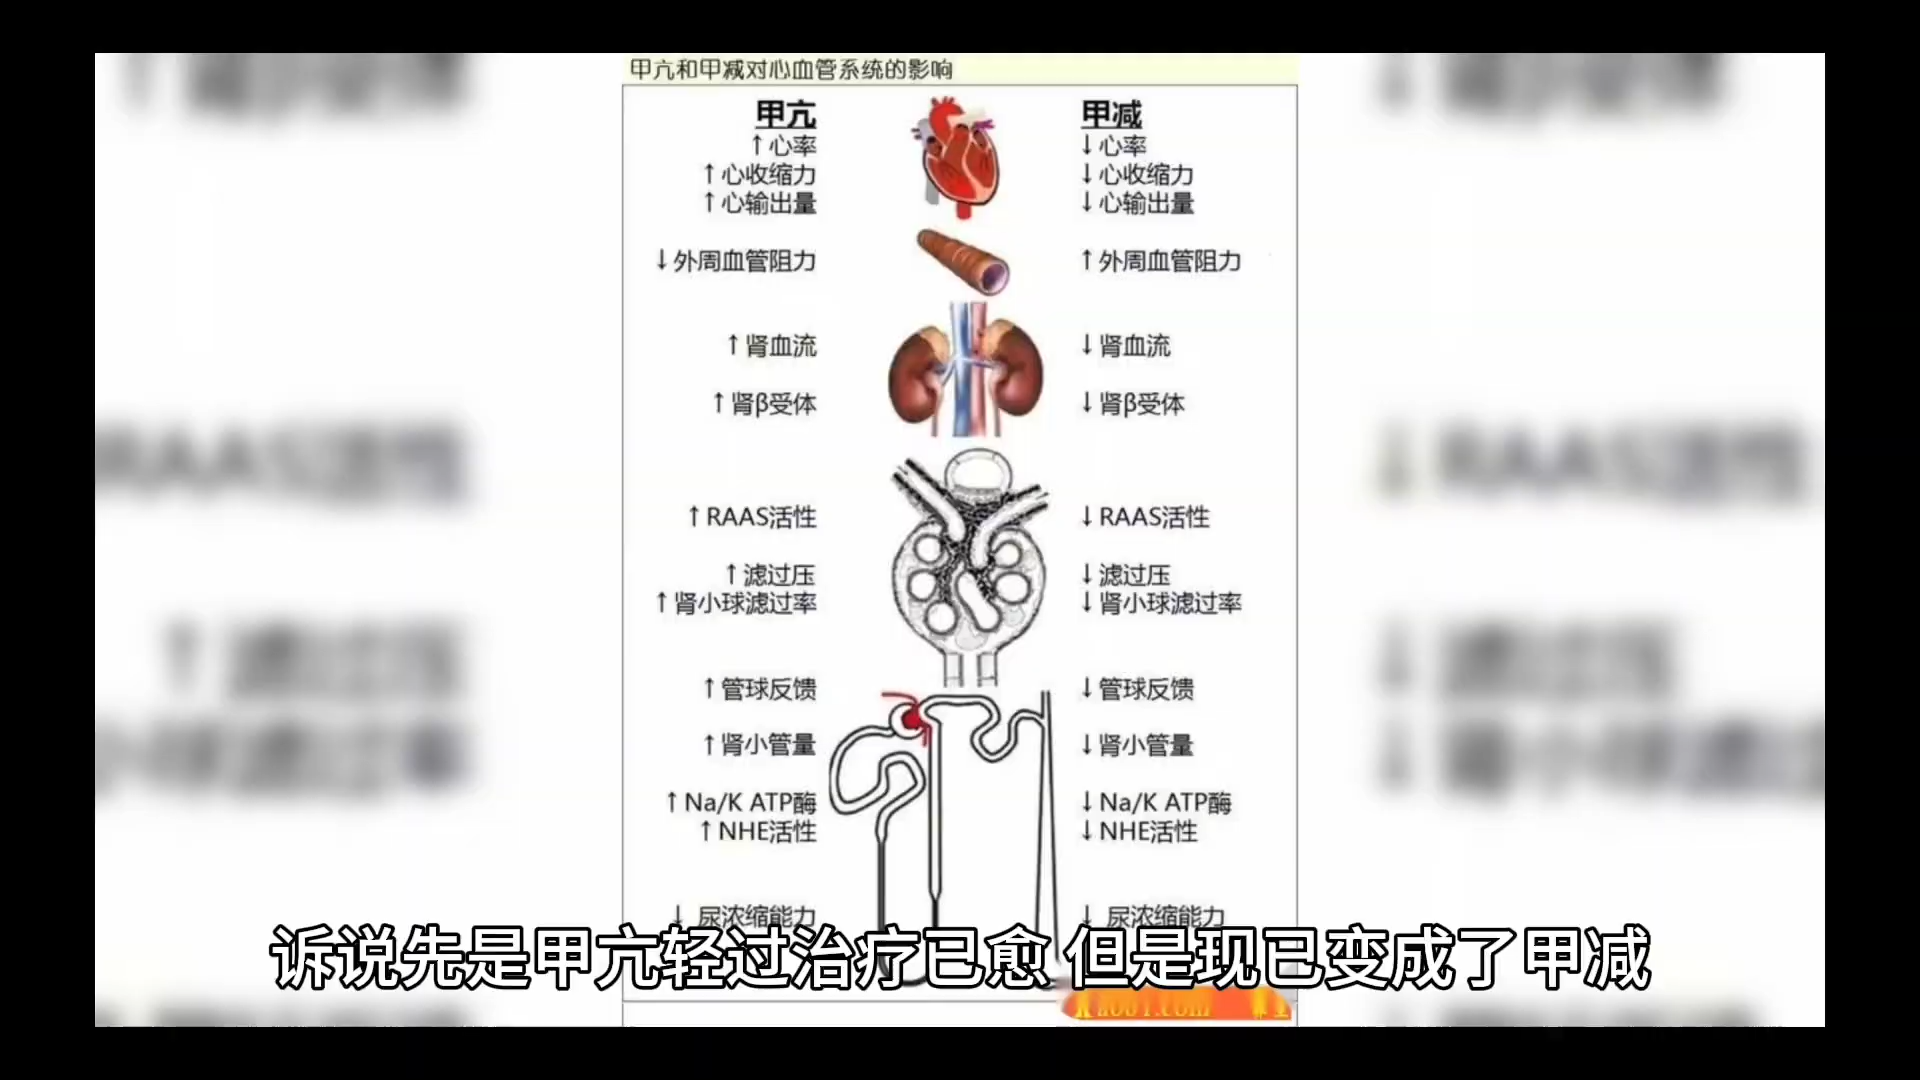 甲亢和甲减对心血管系统的影响
甲亢
↑心率
↑心收缩力
↑心输出量
↓外周血管阻力
↑肾血流
↑肾β受体
↑RAAS活性
↑滤过压
↑肾小球滤过率
↑管球反馈
↑肾小管量
↑Na/K ATP酶
↑NHE活性
↓ 尿浓缩能力
甲减
↓心率
↓心收缩力
↓心输出量
↑外周血管阻力
↓肾血流
↓肾β受体
↓RAAS活性
↓滤过压
↓肾小球滤过率
↓管球反馈
↓肾小管量
↓Na/K ATP酶
↓NHE活性
↓ 尿浓缩能力
诉说先是甲亢轻过治疗已愈 但是现已变成了甲减